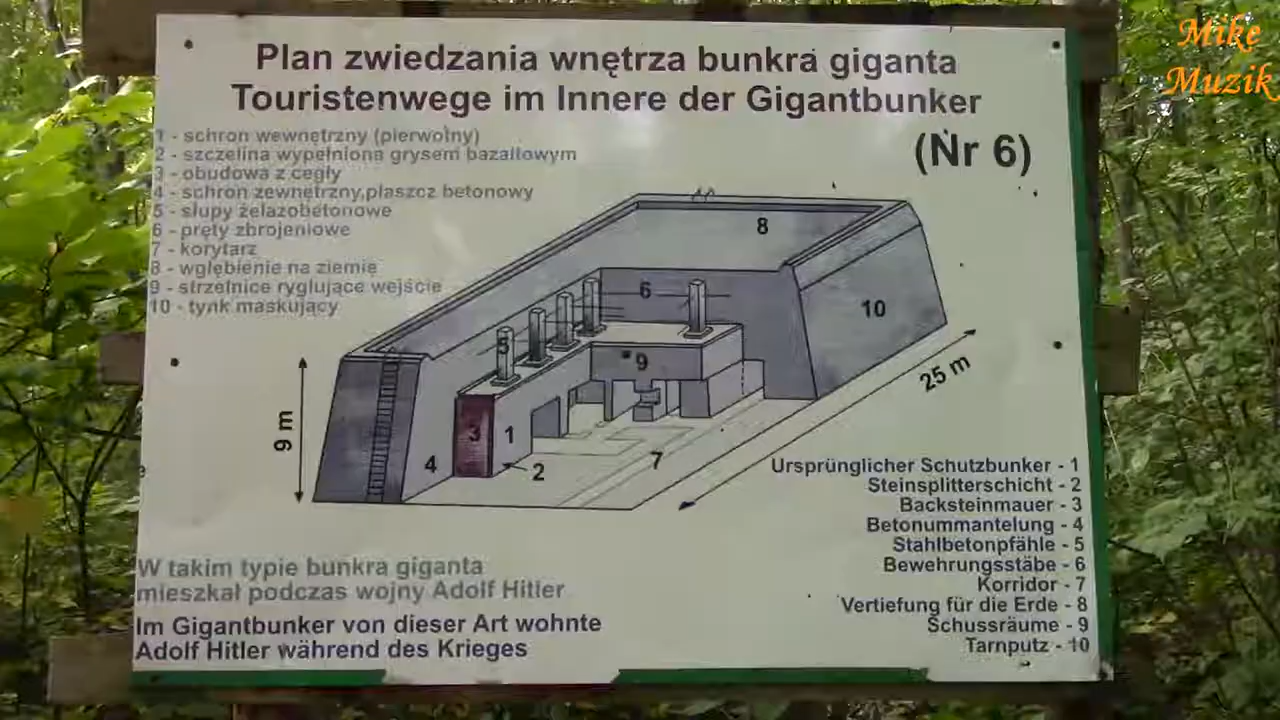 Mike
Muzik
Plan zwiedzania wnętrza bunkra giganta
Touristenwege im Innere der Gigantbunker
(Nr 6)
1 - schron wewnętrzny (pierwolny)
2 - szczelina wypełniona grysem bazaltowym
3 - obudowa z cegły
4 - schron zewnętrzny,płaszcz betonowy
5 - słupy żelazobetonowe
6 - pręty zbrojeniowe
7 - korytarz
8 - wgłębienie na ziemię
9 - strzelnice ryglujące wejście
10 - tynk maskujący
8
6
10
5
9
25 m
9 m
3
1
4
2
7
Ursprünglicher Schutzbunker - 1
Steinsplitterschicht - 2
Backsteinmauer - 3
Betonummantelung - 4
Stahlbetonpfähle - 5
Bewehrungsstäbe - 6
Korridor - 7
Vertiefung für die Erde - 8
Schussräume - 9
Tarnputz - 10
W takim typie bunkra giganta
mieszkał podczas wojny Adolf Hitler
Im Gigantbunker von dieser Art wohnte
Adolf Hitler während des Krieges